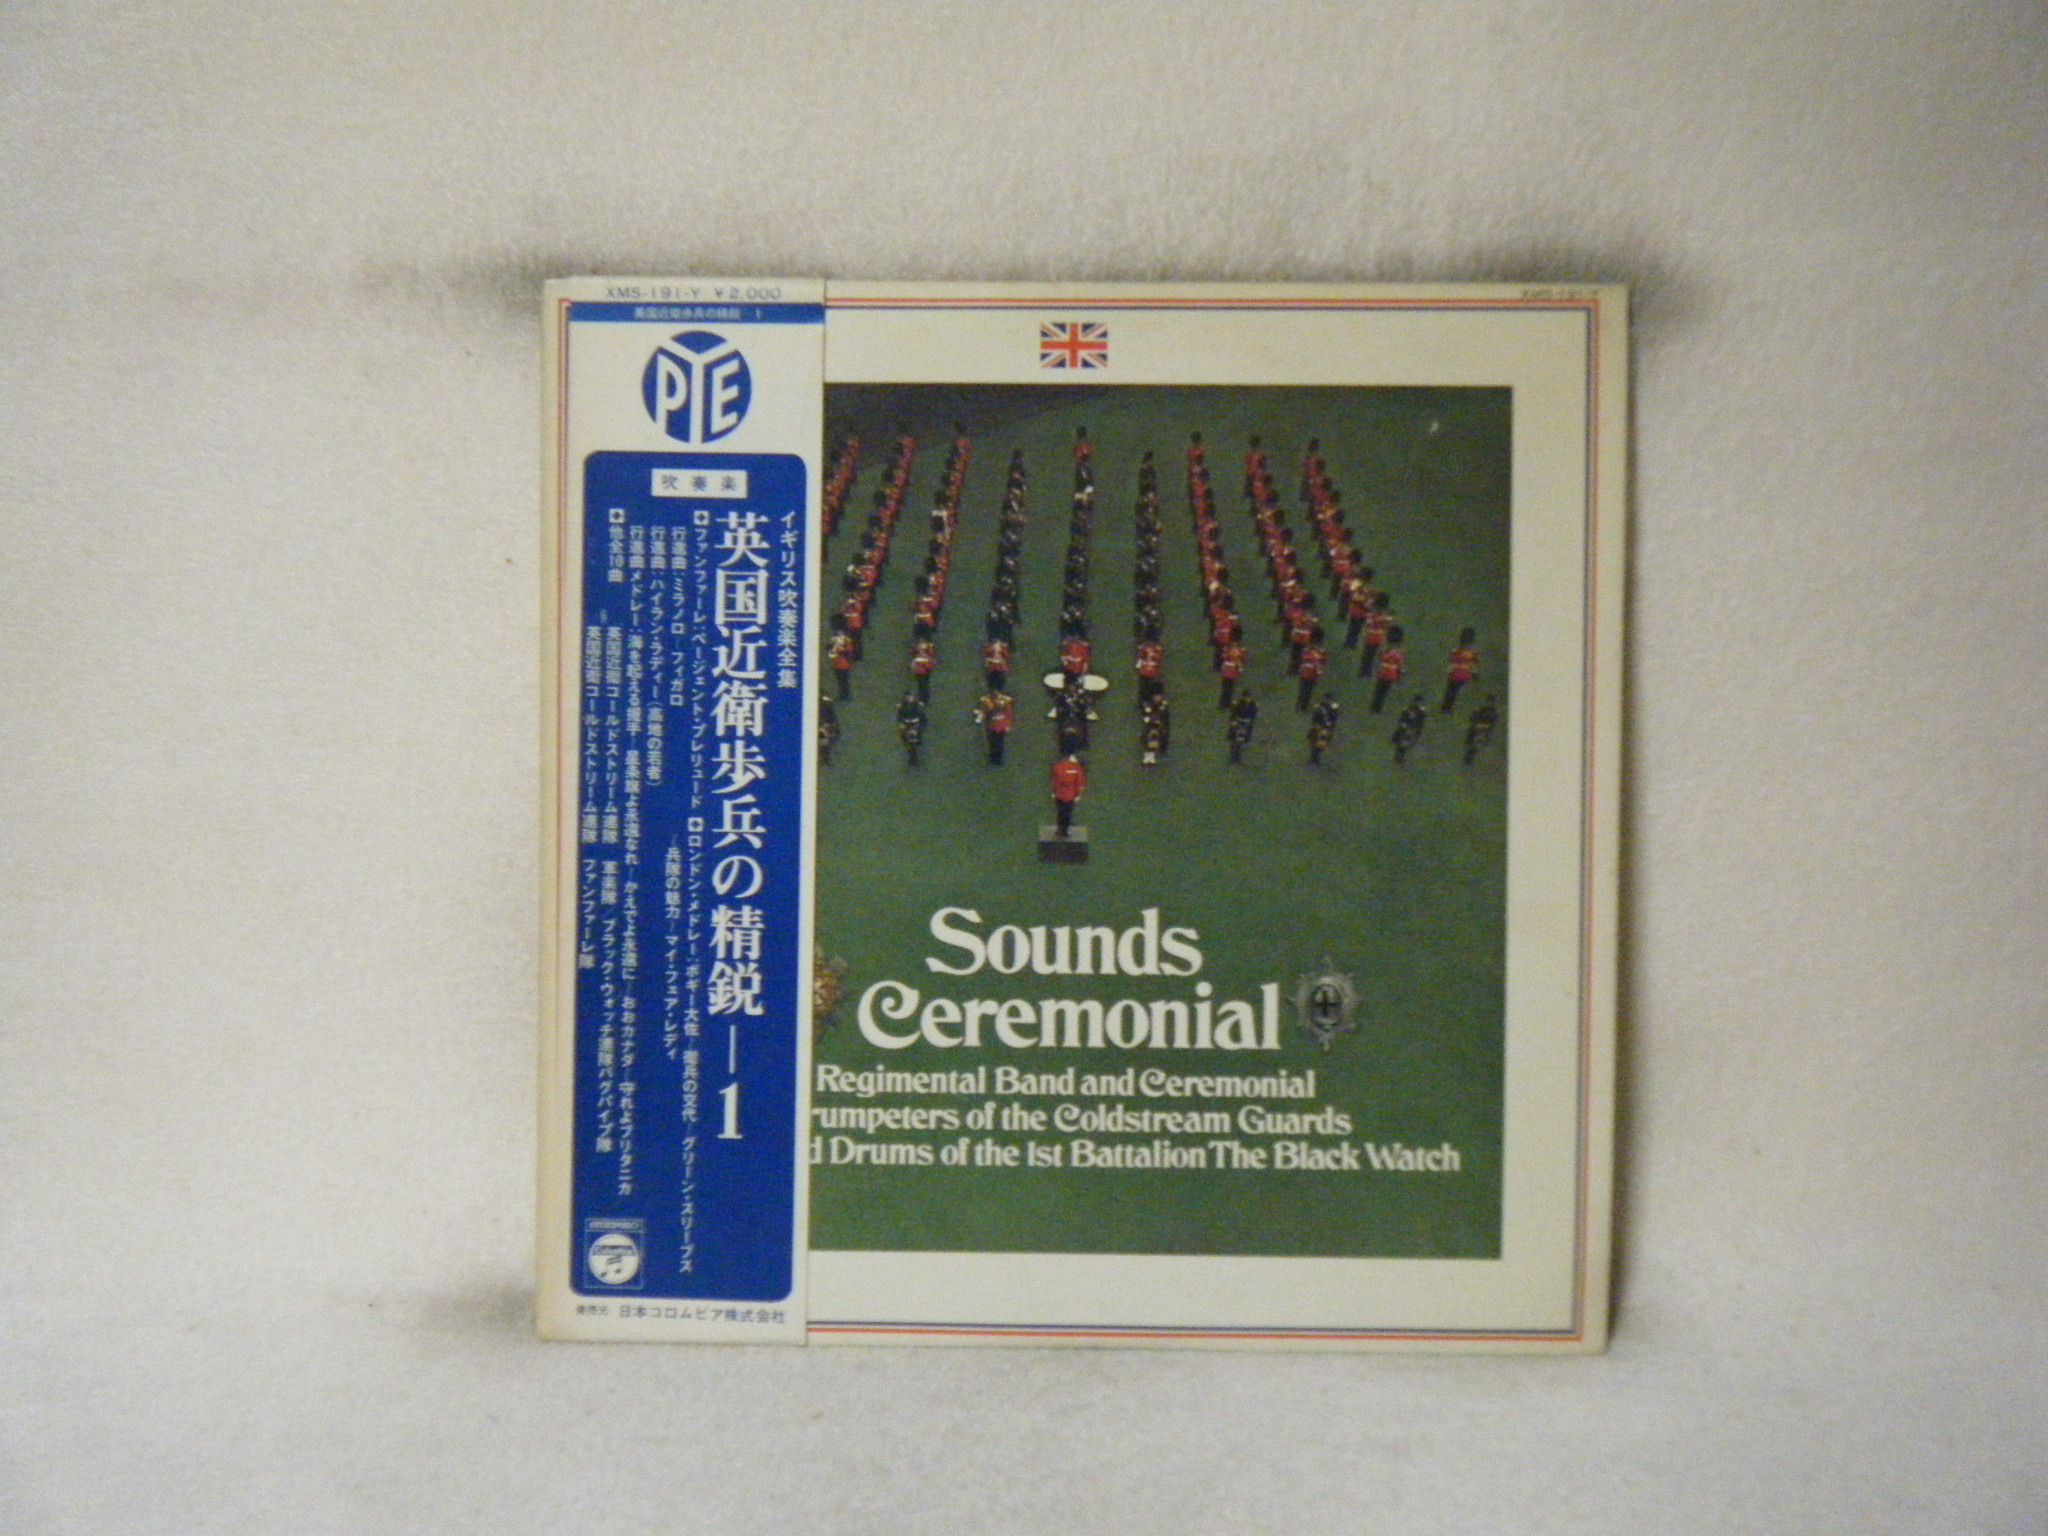 XMS-191-Y ¥2,000
英国近衛歩兵の精鋭—1
PYE
吹奏楽
イギリス吹奏楽全集
英国近衛歩兵の精鋭—1
ファンファーレ:ページェントプレリュード
ロンドン・メドレー:ボギー大佐—衛兵の交代—グリーン・スリーブス
—兵隊の魅力—マイ・フェア・レディ
行進曲:ミラノロ—フィガロ
行進曲:ハイラン・ラディー(高地の若者)
行進曲メドレー:海を越える握手—星条旗よ永遠なれ—かえでよ永遠に—おおカナダ—守れよブリタニカ
他全10曲
英国近衛コールドストリーム連隊 軍楽隊/ブラック・ウォッチ連隊バグパイプ隊
英国近衛コールドストリーム連隊 ファンファーレ隊
Columbia
発売元 日本コロムビア株式会社
Sounds
Ceremonial
Regimental Band and Ceremonial
rumpeters of the Coldstream Guards
d Drums of the 1st Battalion The Black Watch